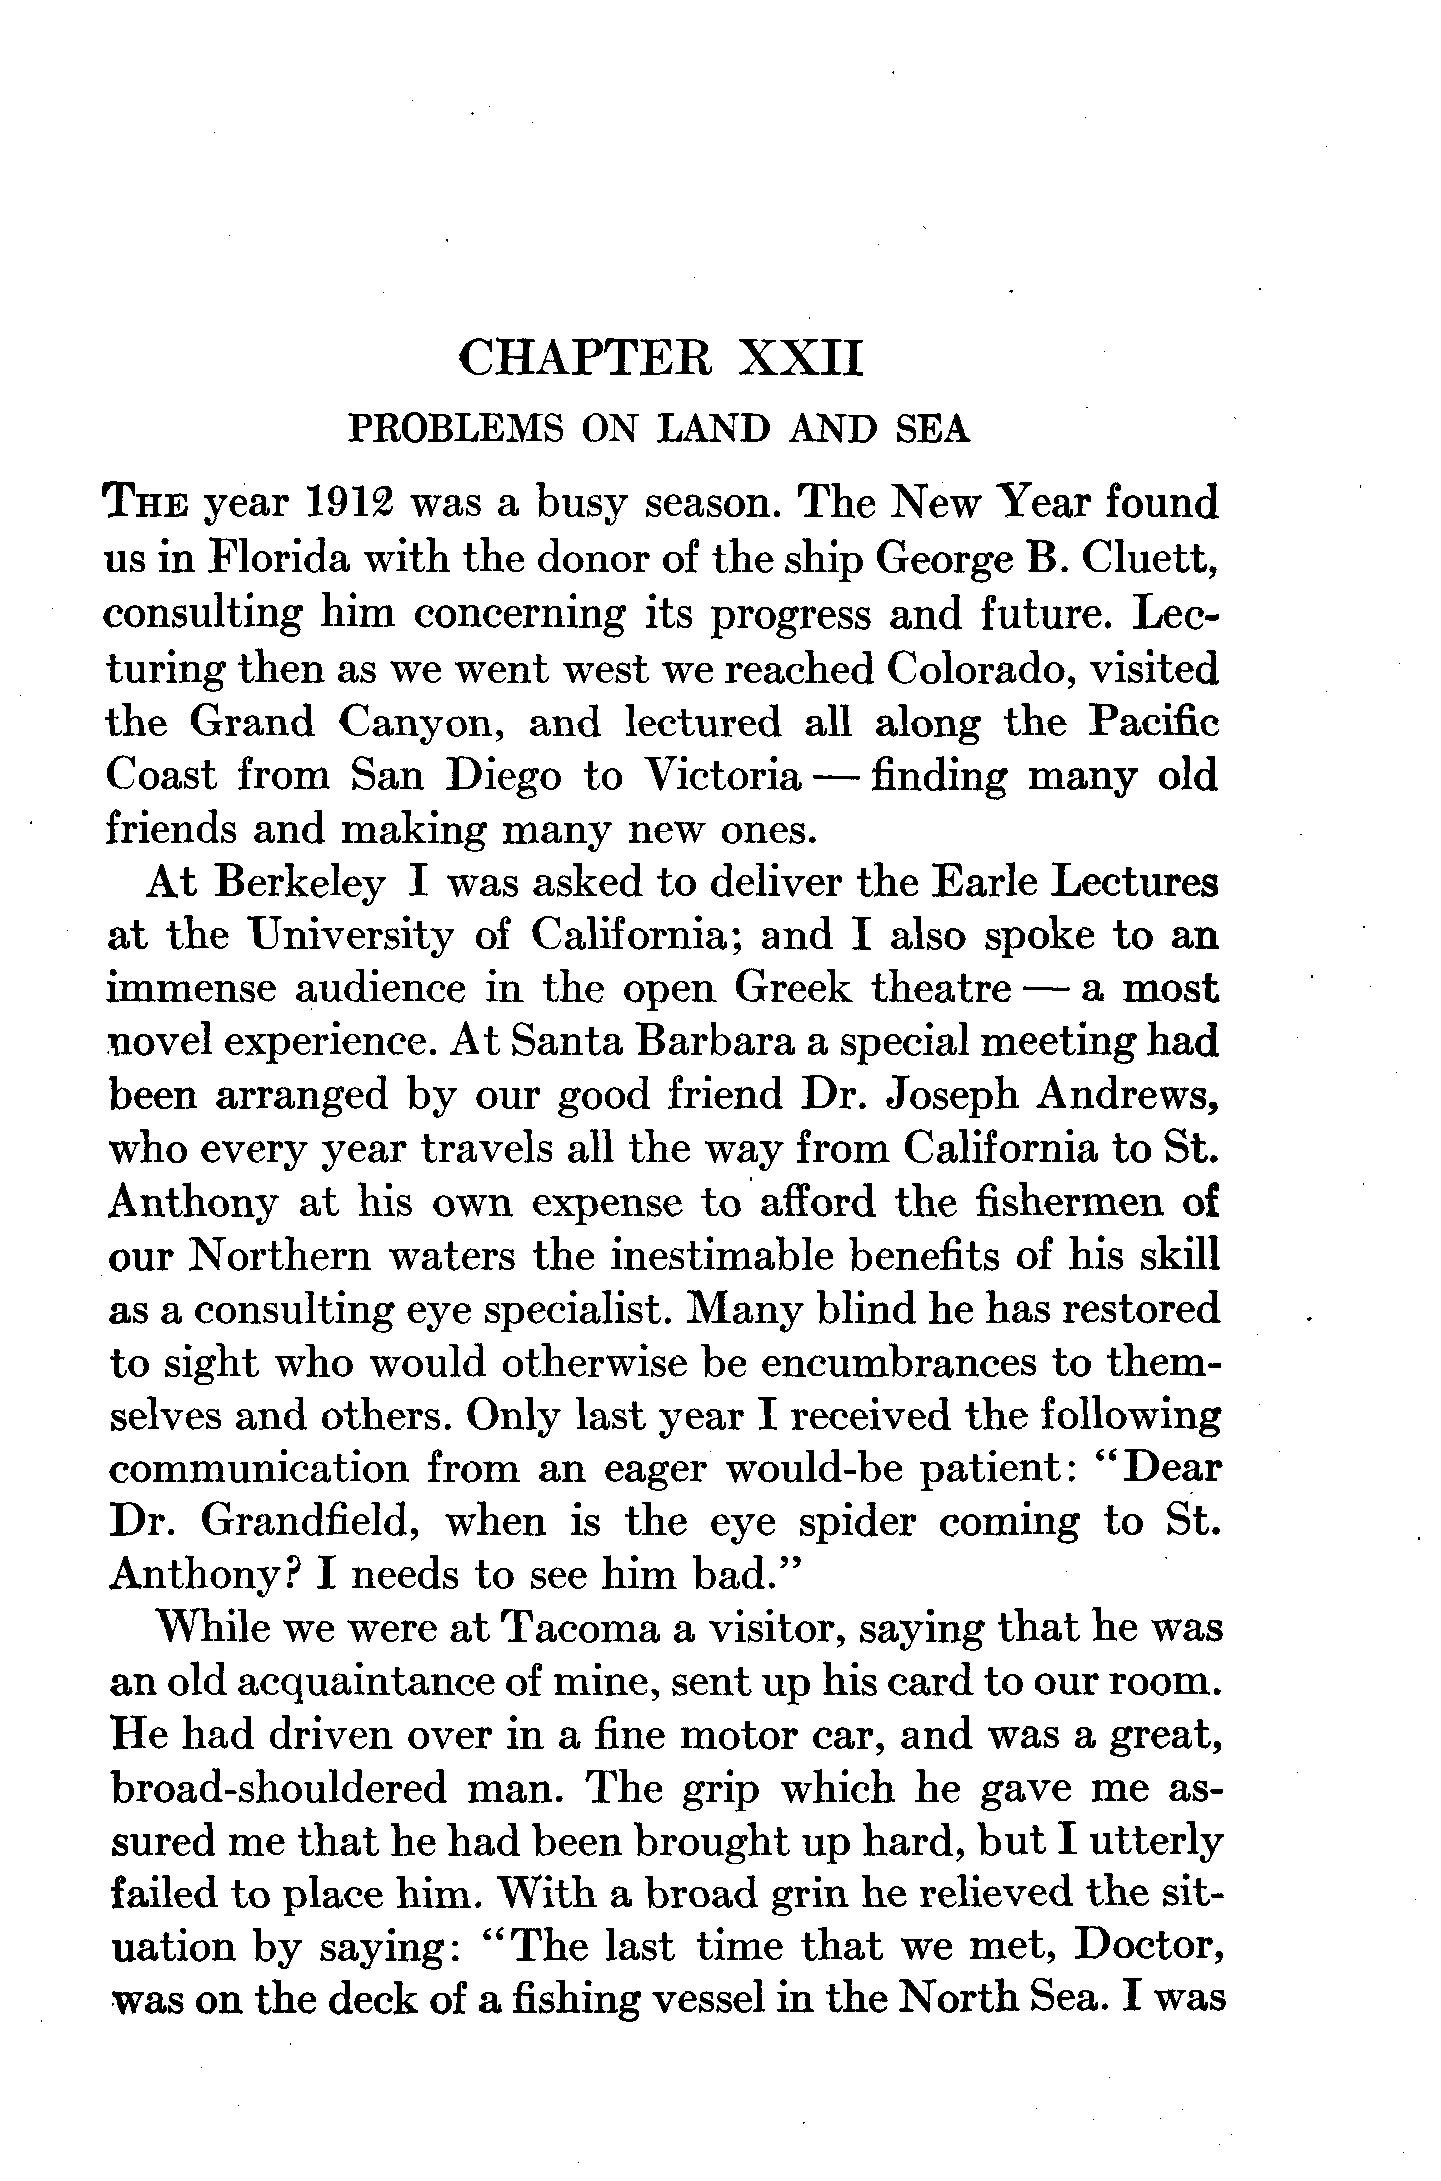 CHAPTER XXII
PROBLEMS ON LAND AND SEA
THE year 1912 was a busy season. The New Year found
us in Florida with the donor of the ship George B. Cluett,
consulting him concerning its progress and future. Lec-
turing then as we went west we reached Colorado, visited
the Grand Canyon, and lectured all along the Pacific
Coast from San Diego to Victoria — finding many old
friends and making many new ones.
At Berkeley I was asked to deliver the Earle Lectures
at the University of California; and I also spoke to an
immense audience in the open Greek theatre — a most
novel experience. At Santa Barbara a special meeting had
been arranged by our good friend Dr. Joseph Andrews,
who every year travels all the way from California to St.
Anthony at his own expense to afford the fishermen of
our Northern waters the inestimable benefits of his skill
as a consulting eye specialist. Many blind he has restored
to sight who would otherwise be encumbrances to them-
selves and others. Only last year I received the following
communication from an eager would-be patient: "Dear
Dr. Grandfield, when is the eye spider coming to St.
Anthony? I needs to see him bad."
While we were at Tacoma a visitor, saying that he was
an old acquaintance of mine, sent up his card to our room.
He had driven over in a fine motor car, and was a great,
broad-shouldered man. The grip which he gave me as-
sured me that he had been brought up hard, but I utterly
failed to place him. With a broad grin he relieved the sit-
uation by saying: "The last time that we met, Doctor,
was on the deck of a fishing vessel in the North Sea. I was